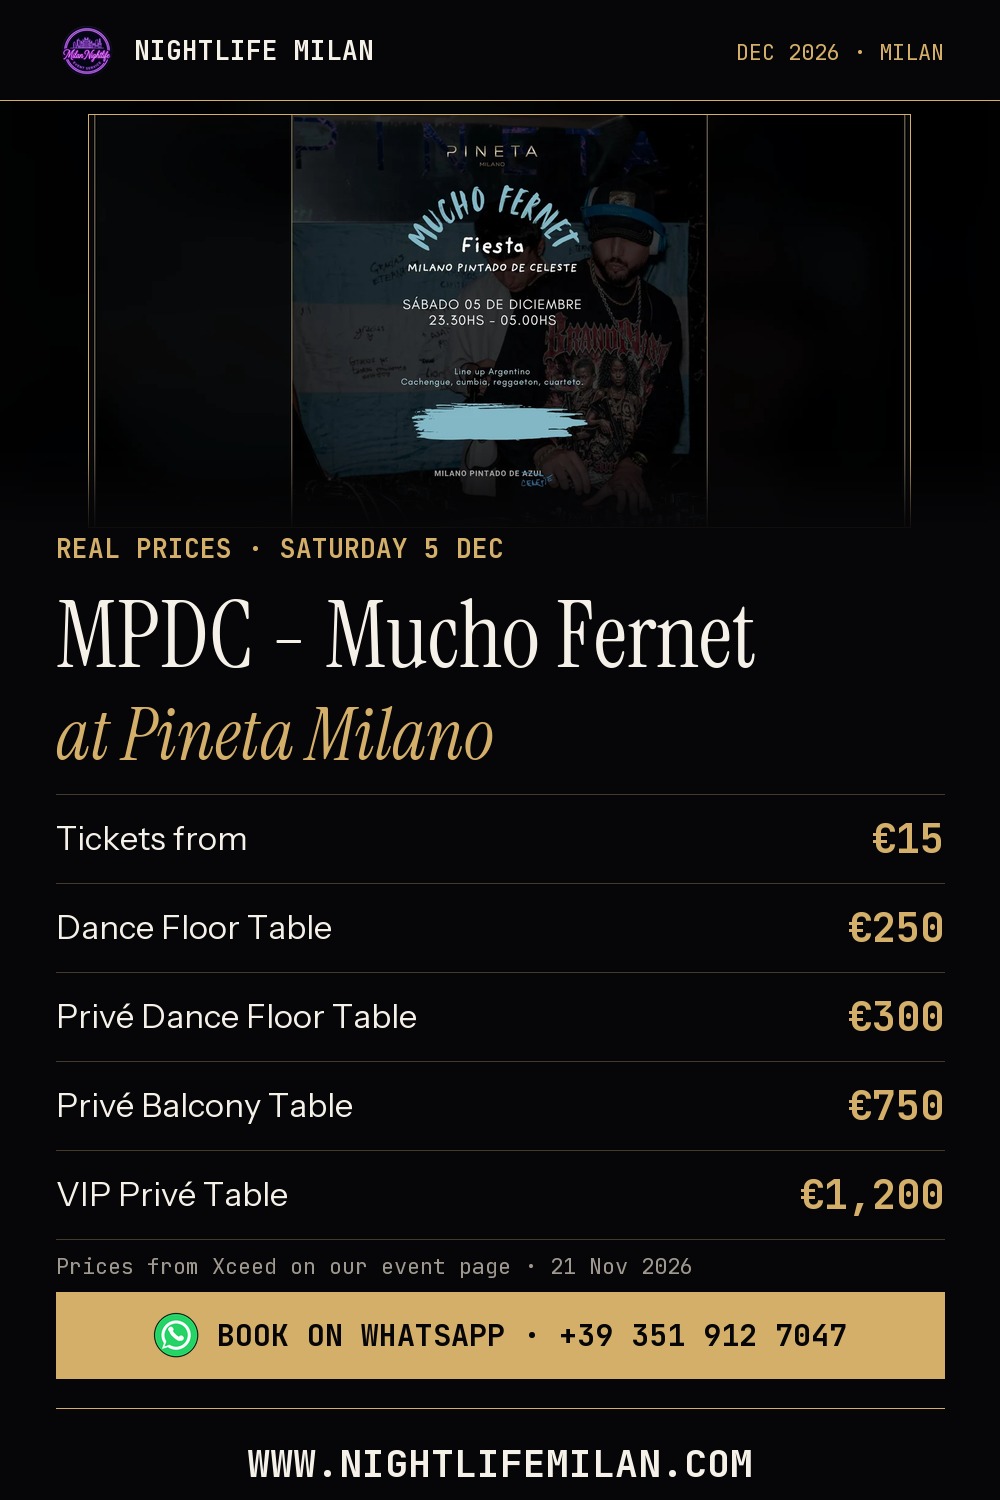 Milan Nightlife
NIGHTLIFE MILAN
DEC 2026 · MILAN
PINETA
MILANO
MUCHO FERNET
Fiesta
MILANO PINTADO DE CELESTE
SÁBADO 05 DE DICIEMBRE
23.30HS - 05.00HS
Line up Argentino
Cachengue, cumbia, reggaeton, cuarteto.
MILANO PINTADO DE AZUL
CELESTE
REAL PRICES · SATURDAY 5 DEC
MPDC – Mucho Fernet
at Pineta Milano
Tickets from €15
Dance Floor Table €250
Privé Dance Floor Table €300
Privé Balcony Table €750
VIP Privé Table €1,200
Prices from Xceed on our event page · 21 Nov 2026
BOOK ON WHATSAPP · +39 351 912 7047
WWW.NIGHTLIFEMILAN.COM